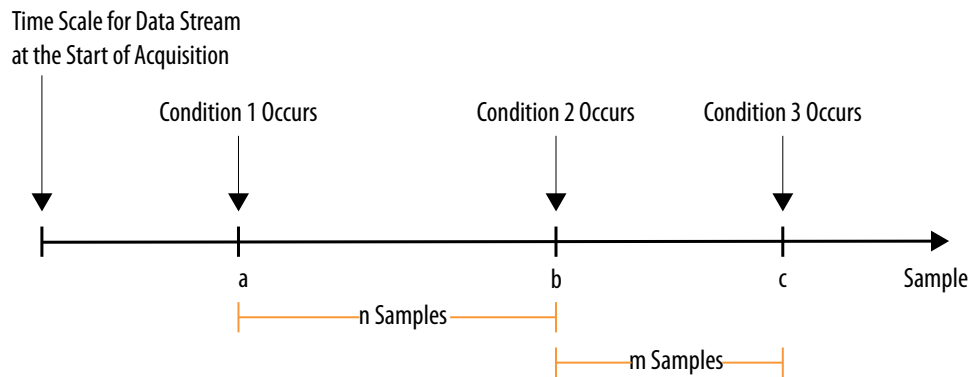 Time Scale for Data Stream
at the Start of Acquisition
Condition 1 Occurs
Condition 2 Occurs
Condition 3 Occurs
a
b
c
Sample
n Samples
m Samples